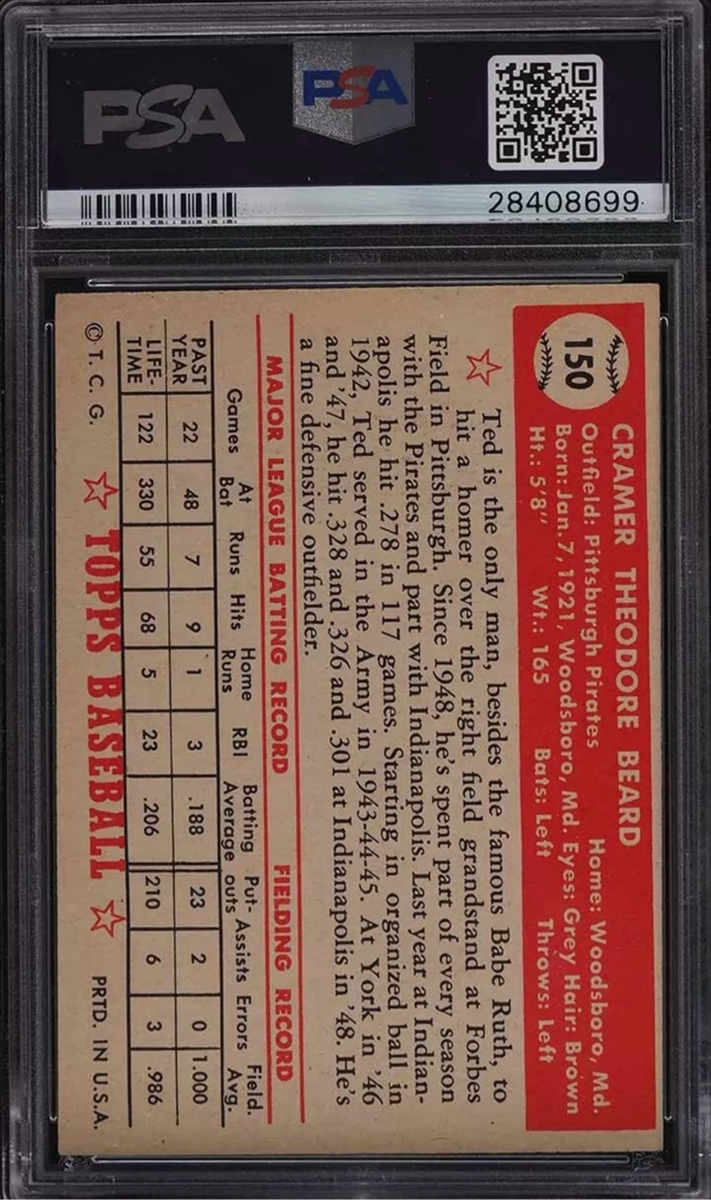 PSA
PSA
28408699
150
CRAMER THEODORE BEARD
Outfield: Pittsburgh Pirates Home: Woodsboro, Md.
Born: Jan. 7, 1921, Woodsboro, Md. Eyes: Grey Hair: Brown
Ht.: 5'8" Wt.: 165 Bats: Left Throws: Left
Ted is the only man, besides the famous Babe Ruth, to
hit a homer over the right field grandstand at Forbes
Field in Pittsburgh. Since 1948, he's spent part of every season
with the Pirates and part with Indianapolis. Last year at Indian-
apolis he hit .278 in 117 games. Starting in organized ball in
1942, Ted served in the Army in 1943-44-45. At York in '46
and '47, he hit .328 and .326 and .301 at Indianapolis in '48. He's
a fine defensive outfielder.
MAJOR LEAGUE BATTING RECORD FIELDING RECORD
Games At Bat Runs Hits Home Runs RBI Batting Average Put-outs Assists Errors Field. Avg.
PAST YEAR 22 48 7 9 1 3 .188 23 2 0 1.000
LIFE-TIME 122 330 55 68 5 23 .206 210 6 3 .986
© T. C. G. TOPPS BASEBALL PRTD. IN U.S.A.